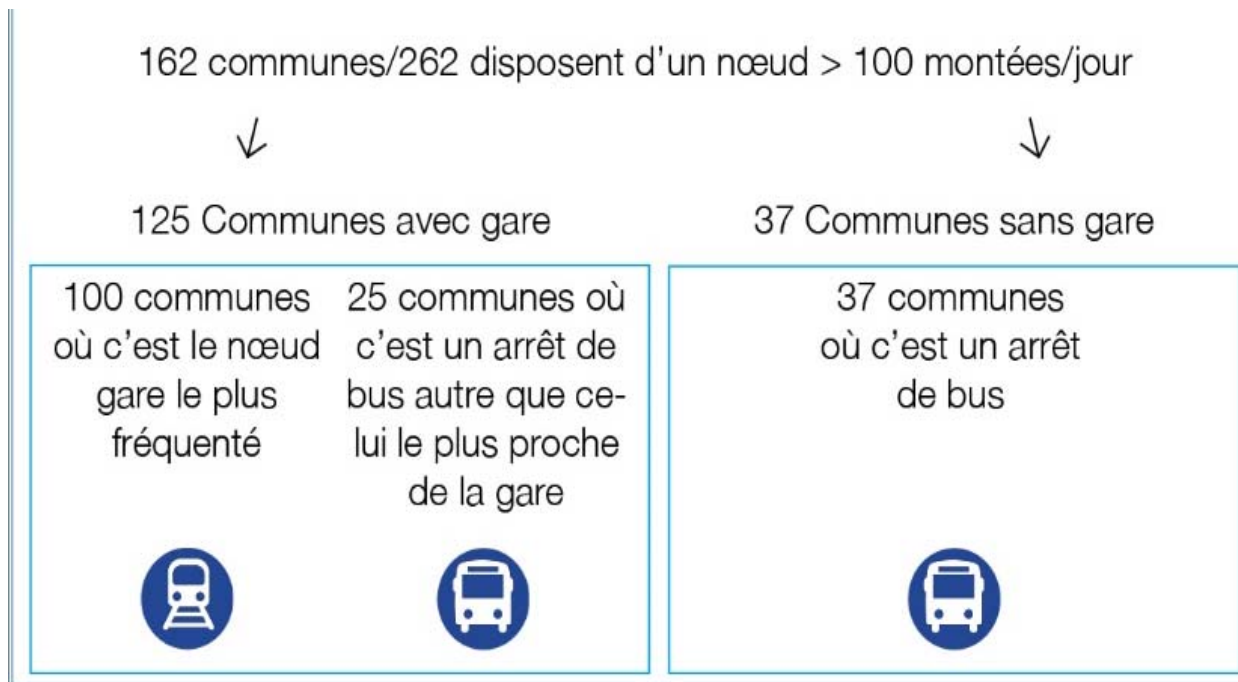 162 communes/262 disposent d'un nœud > 100 montées/jour
125 Communes avec gare
37 Communes sans gare
100 communes
où c'est le nœud
gare le plus
fréquenté
25 communes où
c'est un arrêt de
bus autre que ce-
lui le plus proche
de la gare
37 communes
où c'est un arrêt
de bus